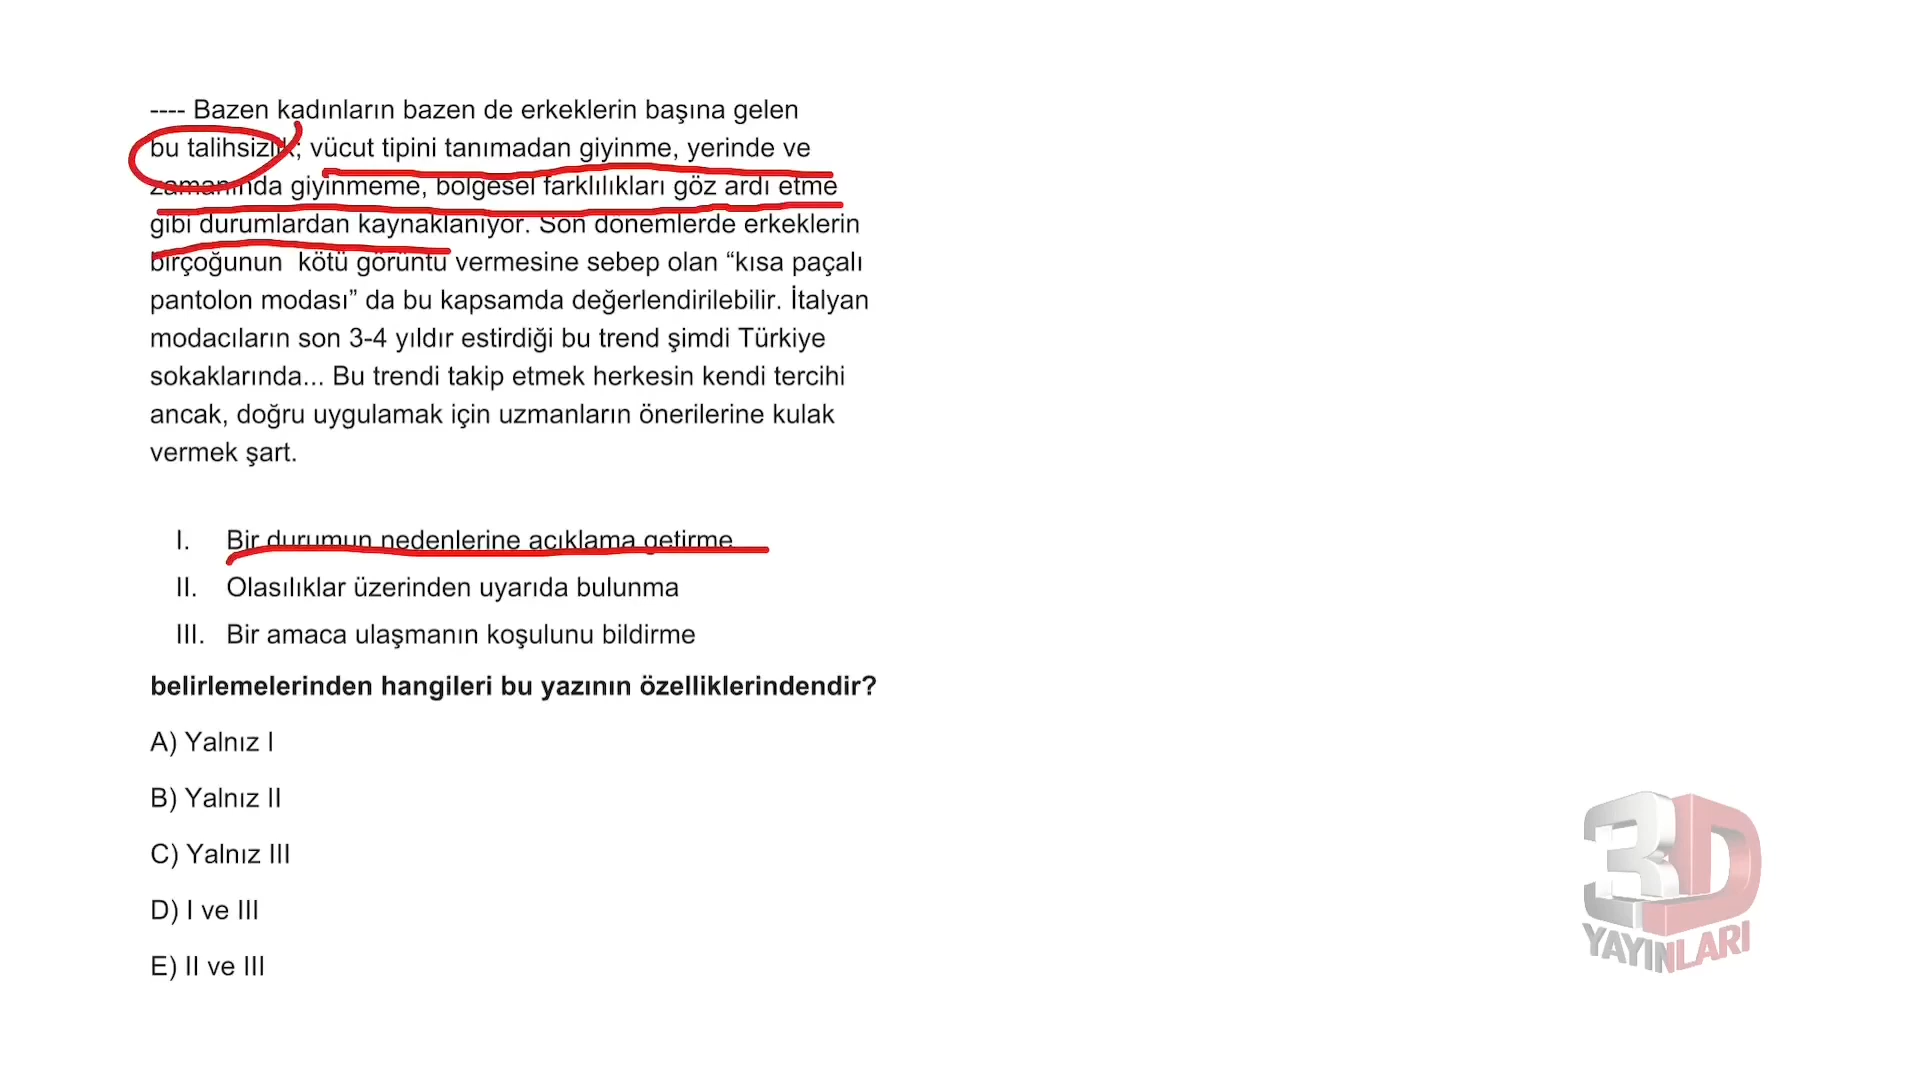 ---- Bazen kadınların bazen de erkeklerin başına gelen
bu talihsizlik; vücut tipini tanımadan giyinme, yerinde ve
zamanında giyinmeme, bölgesel farklılıkları göz ardı etme
gibi durumlardan kaynaklanıyor. Son dönemlerde erkeklerin
birçoğunun kötü görüntü vermesine sebep olan “kısa paçalı
pantolon modası” da bu kapsamda değerlendirilebilir. İtalyan
modacıların son 3-4 yıldır estirdiği bu trend şimdi Türkiye
sokaklarında... Bu trendi takip etmek herkesin kendi tercihi
ancak, doğru uygulamak için uzmanların önerilerine kulak
vermek şart.
I. Bir durumun nedenlerine açıklama getirme
II. Olasılıklar üzerinden uyarıda bulunma
III. Bir amaca ulaşmanın koşulunu bildirme
belirlemelerinden hangileri bu yazının özelliklerindendir?
A) Yalnız I
B) Yalnız II
C) Yalnız III
D) I ve III
E) II ve III
3D
YAYINLARI